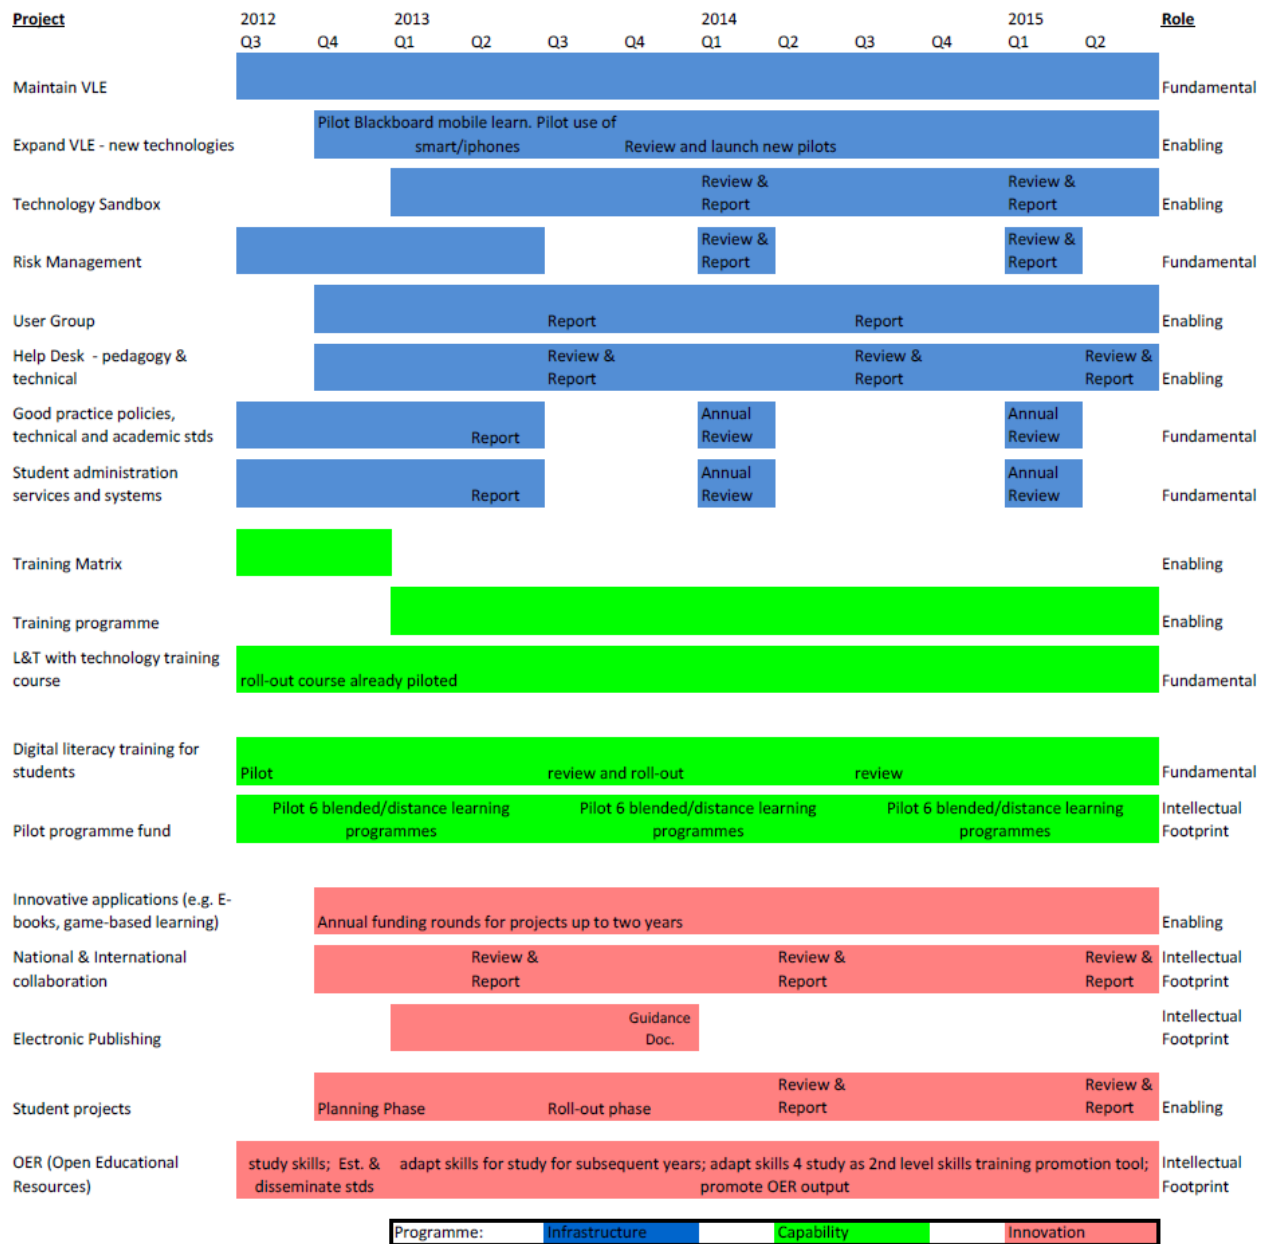 Project 2012 2013 2014 2015 Role
Q3 Q4 Q1 Q2 Q3 Q4 Q1 Q2 Q3 Q4 Q1 Q2
Maintain VLE Fundamental
Pilot Blackboard mobile learn. Pilot use of
Expand VLE - new technologies smart/iphones Review and launch new pilots Enabling
Review & Review &
Technology Sandbox Report Report Enabling
Review & Review &
Risk Management Report Report Fundamental
User Group Report Report Enabling
Help Desk - pedagogy & Review & Review & Review &
technical Report Report Report Enabling
Good practice policies, Annual Annual
technical and academic stds Report Review Review Fundamental
Student administration Annual Annual
services and systems Report Review Review Fundamental
Training Matrix Enabling
Training programme Enabling
L&T with technology training
course roll-out course already piloted Fundamental
Digital literacy training for
students Pilot review and roll-out review Fundamental
Pilot 6 blended/distance learning Pilot 6 blended/distance learning Pilot 6 blended/distance learning Intellectual
Pilot programme fund programmes programmes programmes Footprint
Innovative applications (e.g. E-
books, game-based learning) Annual funding rounds for projects up to two years Enabling
National & International Review & Review & Review & Intellectual
collaboration Report Report Report Footprint
Guidance Intellectual
Electronic Publishing Doc. Footprint
Review & Review &
Student projects Planning Phase Roll-out phase Report Report Enabling
OER (Open Educational study skills; Est. & adapt skills for study for subsequent years; adapt skills 4 study as 2nd level skills training promotion tool; Intellectual
Resources) disseminate stds promote OER output Footprint
Programme: Infrastructure Capability Innovation